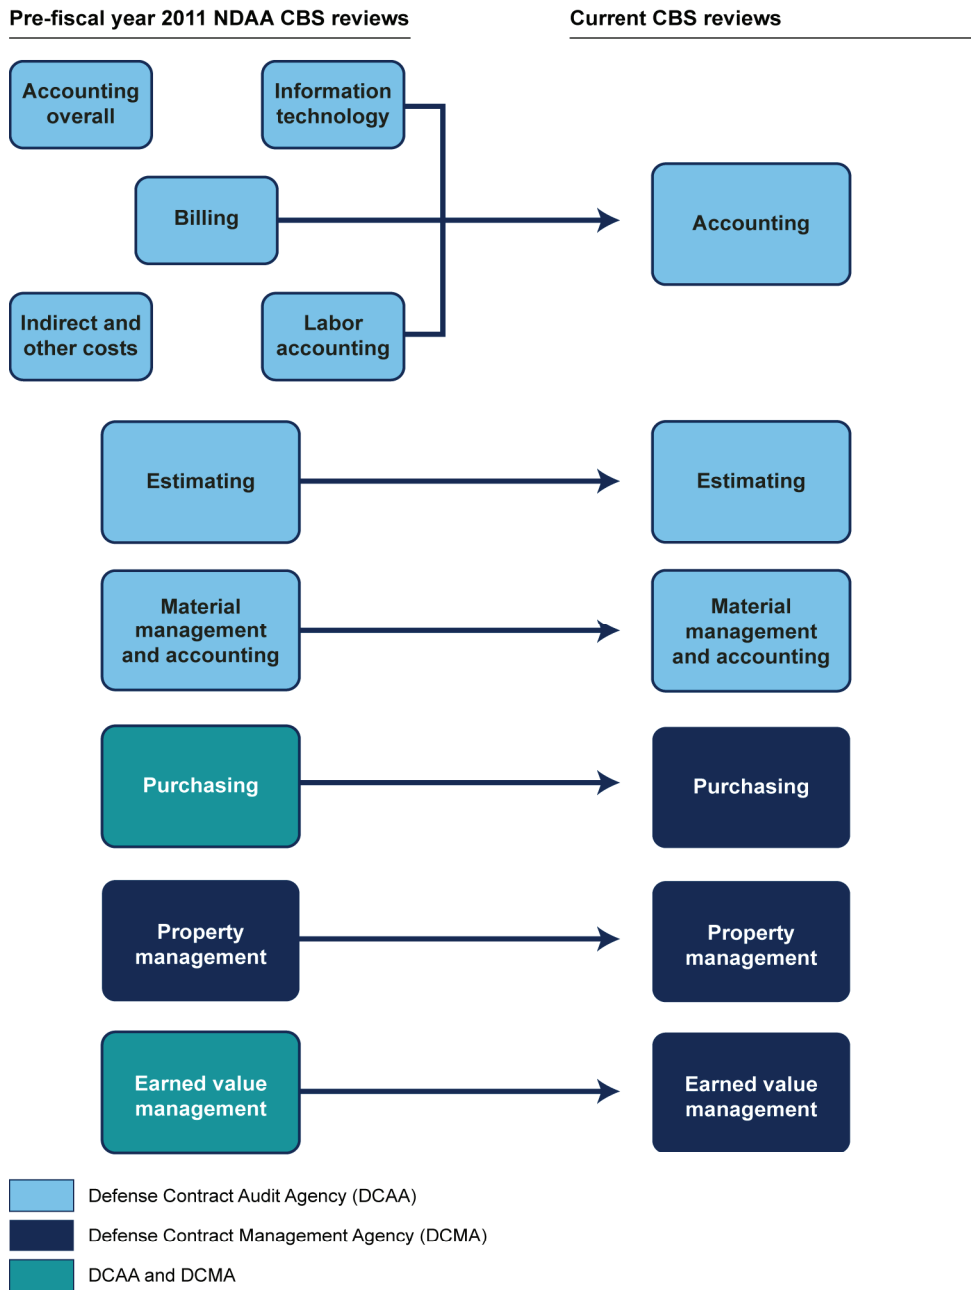 Pre-fiscal year 2011 NDAA CBS reviews
Current CBS reviews
Accounting
overall
Information
technology
Billing
Accounting
Indirect and
other costs
Labor
accounting
Estimating
Estimating
Material
management
and accounting
Material
management
and accounting
Purchasing
Purchasing
Property
management
Property
management
Earned value
management
Earned value
management
Defense Contract Audit Agency (DCAA)
Defense Contract Management Agency (DCMA)
DCAA and DCMA